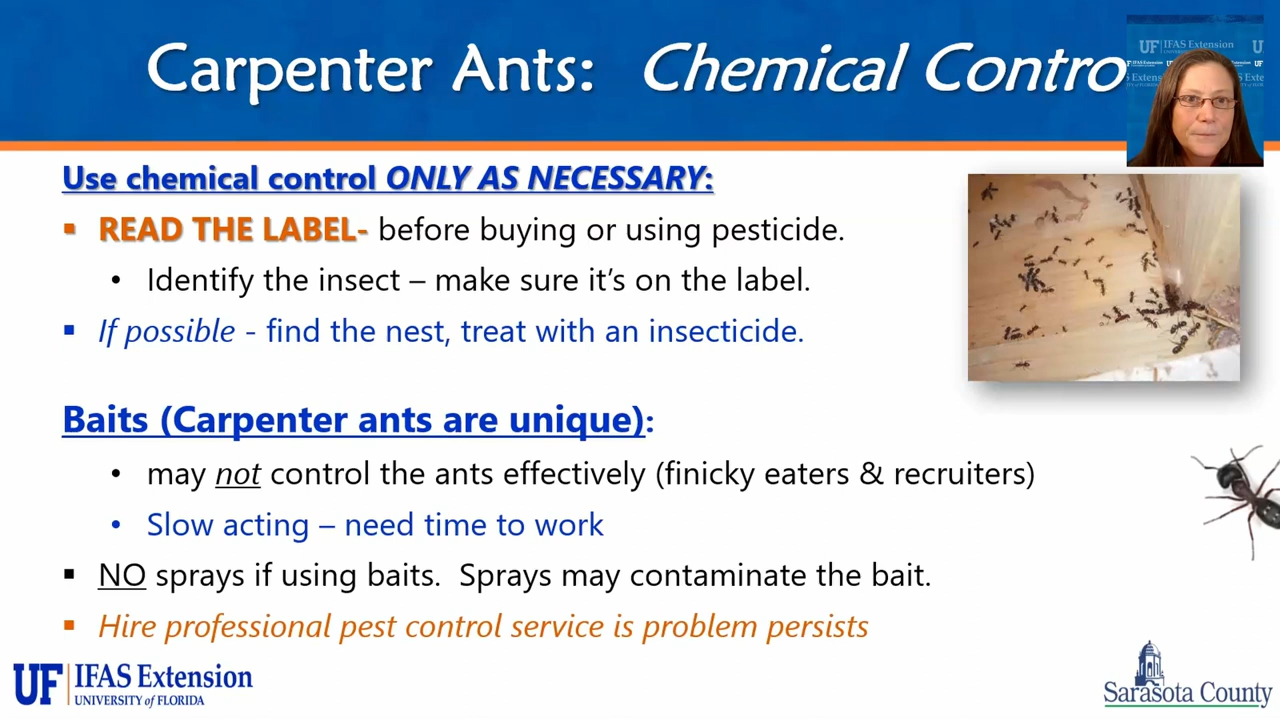 Carpenter Ants: Chemical Contro
UF IFAS Extension
Use chemical control ONLY AS NECESSARY:
▪ READ THE LABEL- before buying or using pesticide.
• Identify the insect – make sure it's on the label.
▪ If possible - find the nest, treat with an insecticide.
Baits (Carpenter ants are unique):
• may not control the ants effectively (finicky eaters & recruiters)
• Slow acting – need time to work
▪ NO sprays if using baits. Sprays may contaminate the bait.
▪ Hire professional pest control service is problem persists
UF IFAS Extension
UNIVERSITY of FLORIDA
Sarasota County